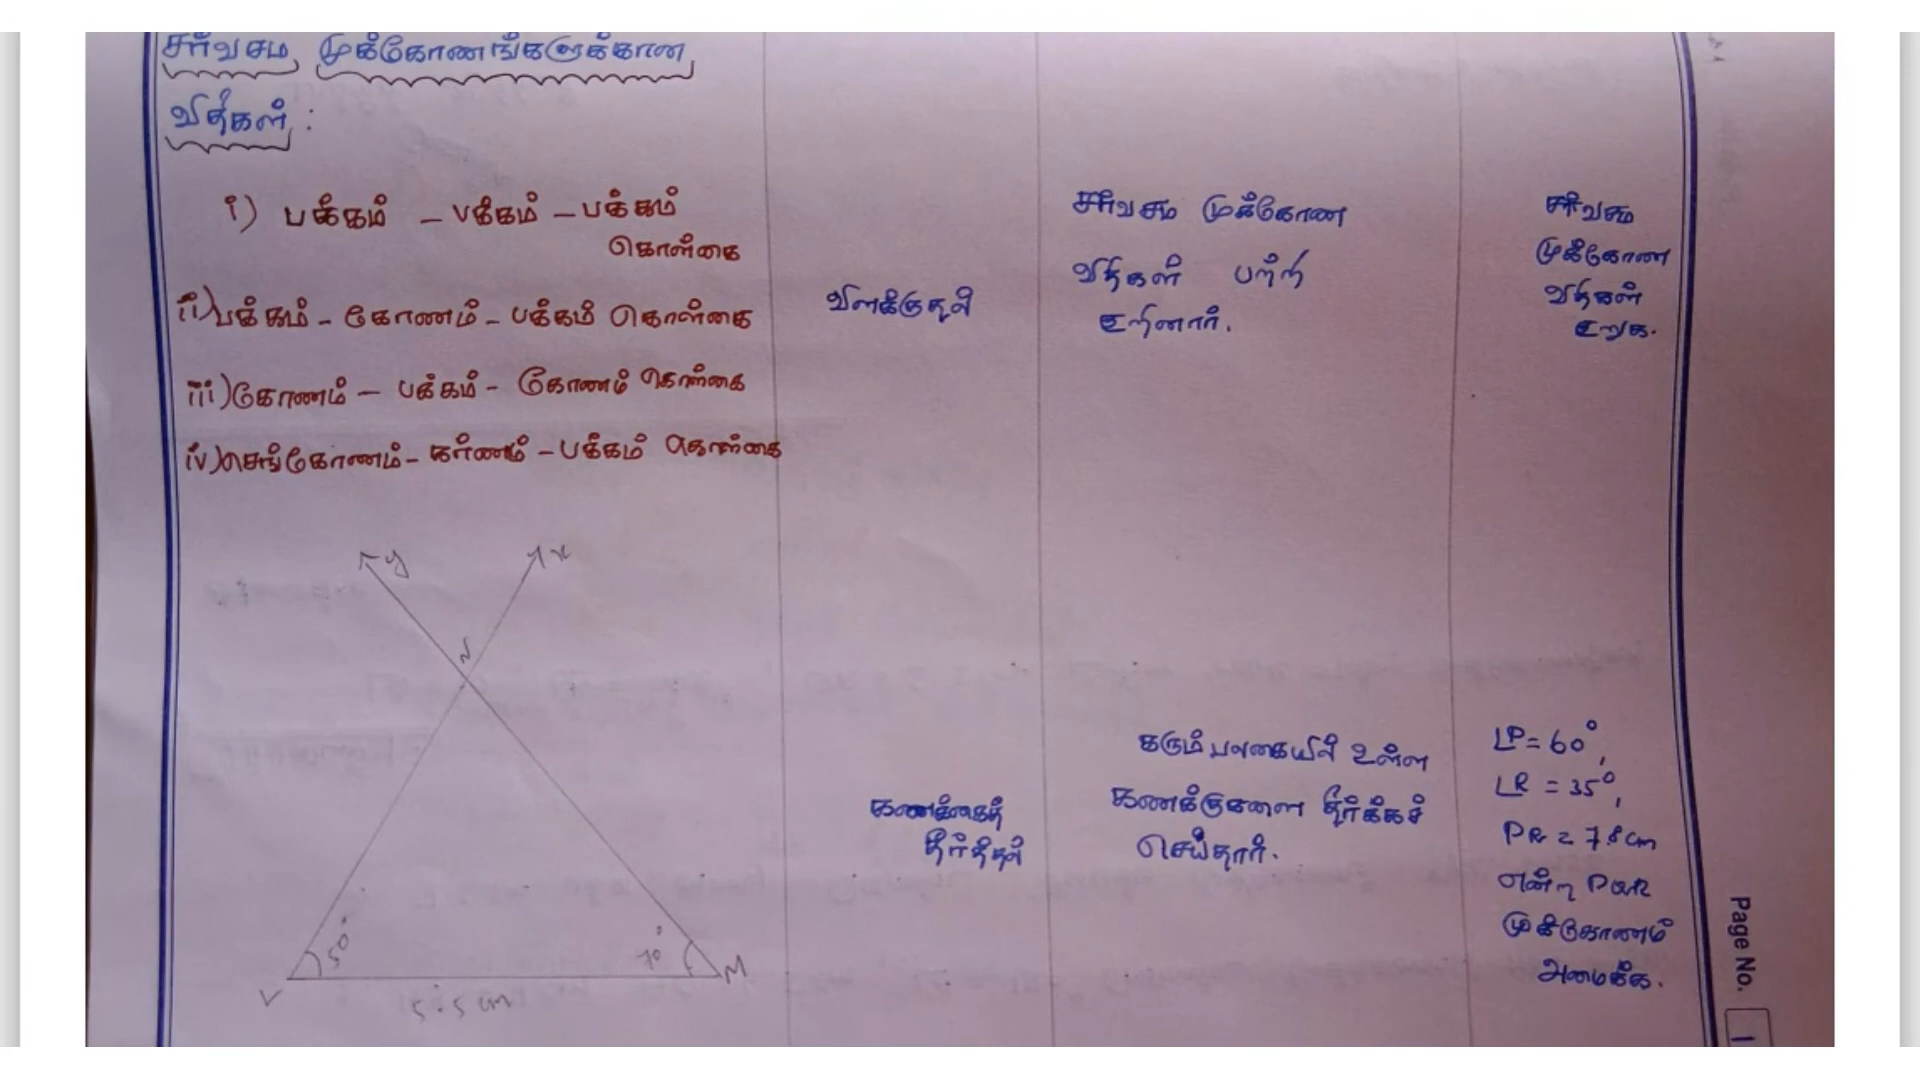 சர்வசம முக்கோணங்களுக்கான
விதிகள் :
i) பக்கம் - பக்கம் - பக்கம்
கொள்கை
ii) பக்கம் - கோணம் - பக்கம் கொள்கை
iii) கோணம் - பக்கம் - கோணம் கொள்கை
iv) செங்கோணம் - கர்ணம் - பக்கம் கொள்கை
விளக்குதல்
சர்வசம முக்கோண
விதிகள் பற்றி
கூறினார்.
சர்வசம
முக்கோண
விதிகள்
கூறுக.
y
x
N
50°
70°
V
M
5.5 cm
கணக்கைத்
தீர்த்தல்
கரும்பலகையில் உள்ள
கணக்குகளை தீர்க்கச்
செய்தார்.
∠P = 60°,
∠R = 35°,
PR = 7.8 cm
என்ற PQR
முக்கோணம்
அமைக்க.
Page No.